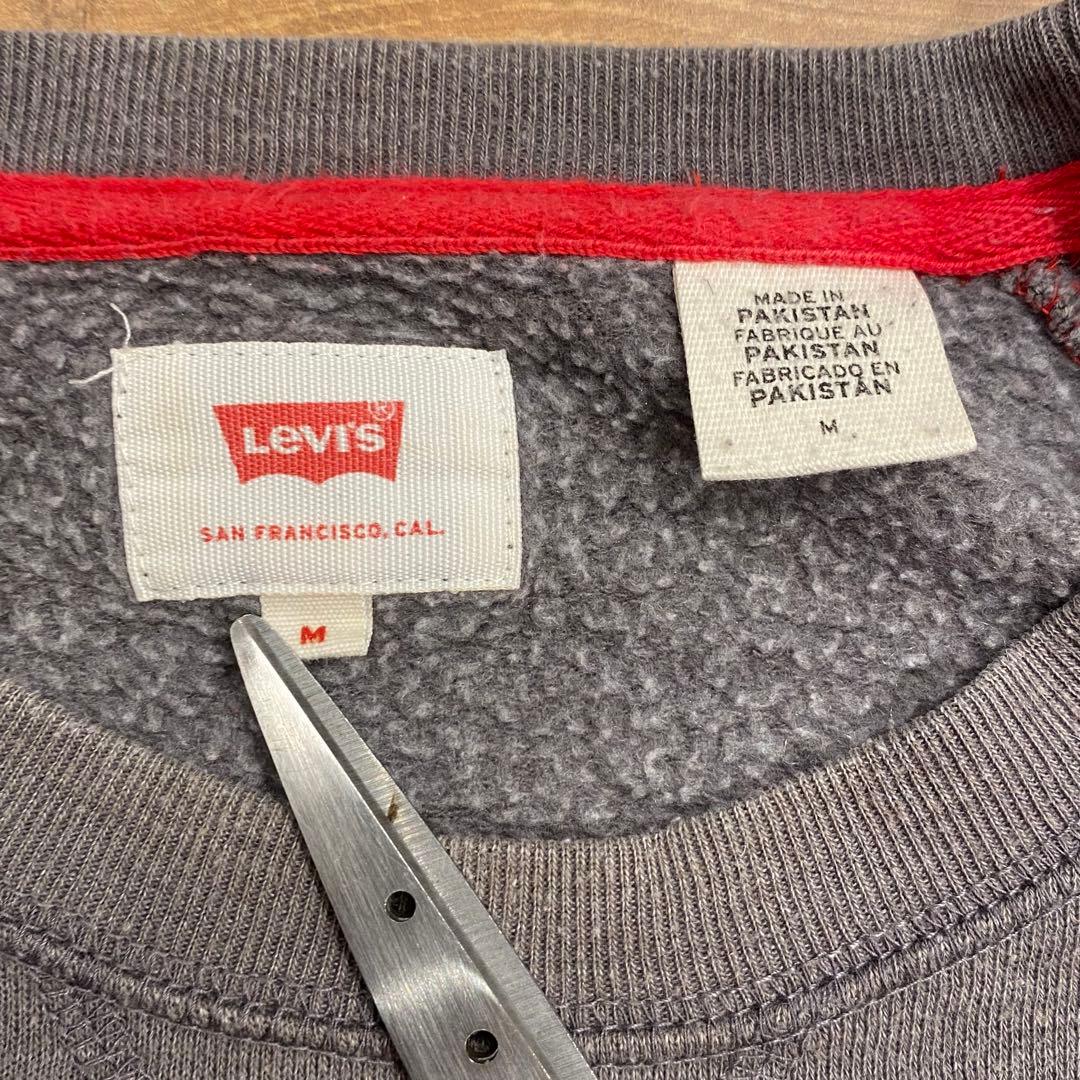 LEVI'S®
SAN FRANCISCO, CAL.
M
MADE IN
PAKISTAN
FABRIQUE AU
PAKISTAN
FABRICADO EN
PAKISTAN
M